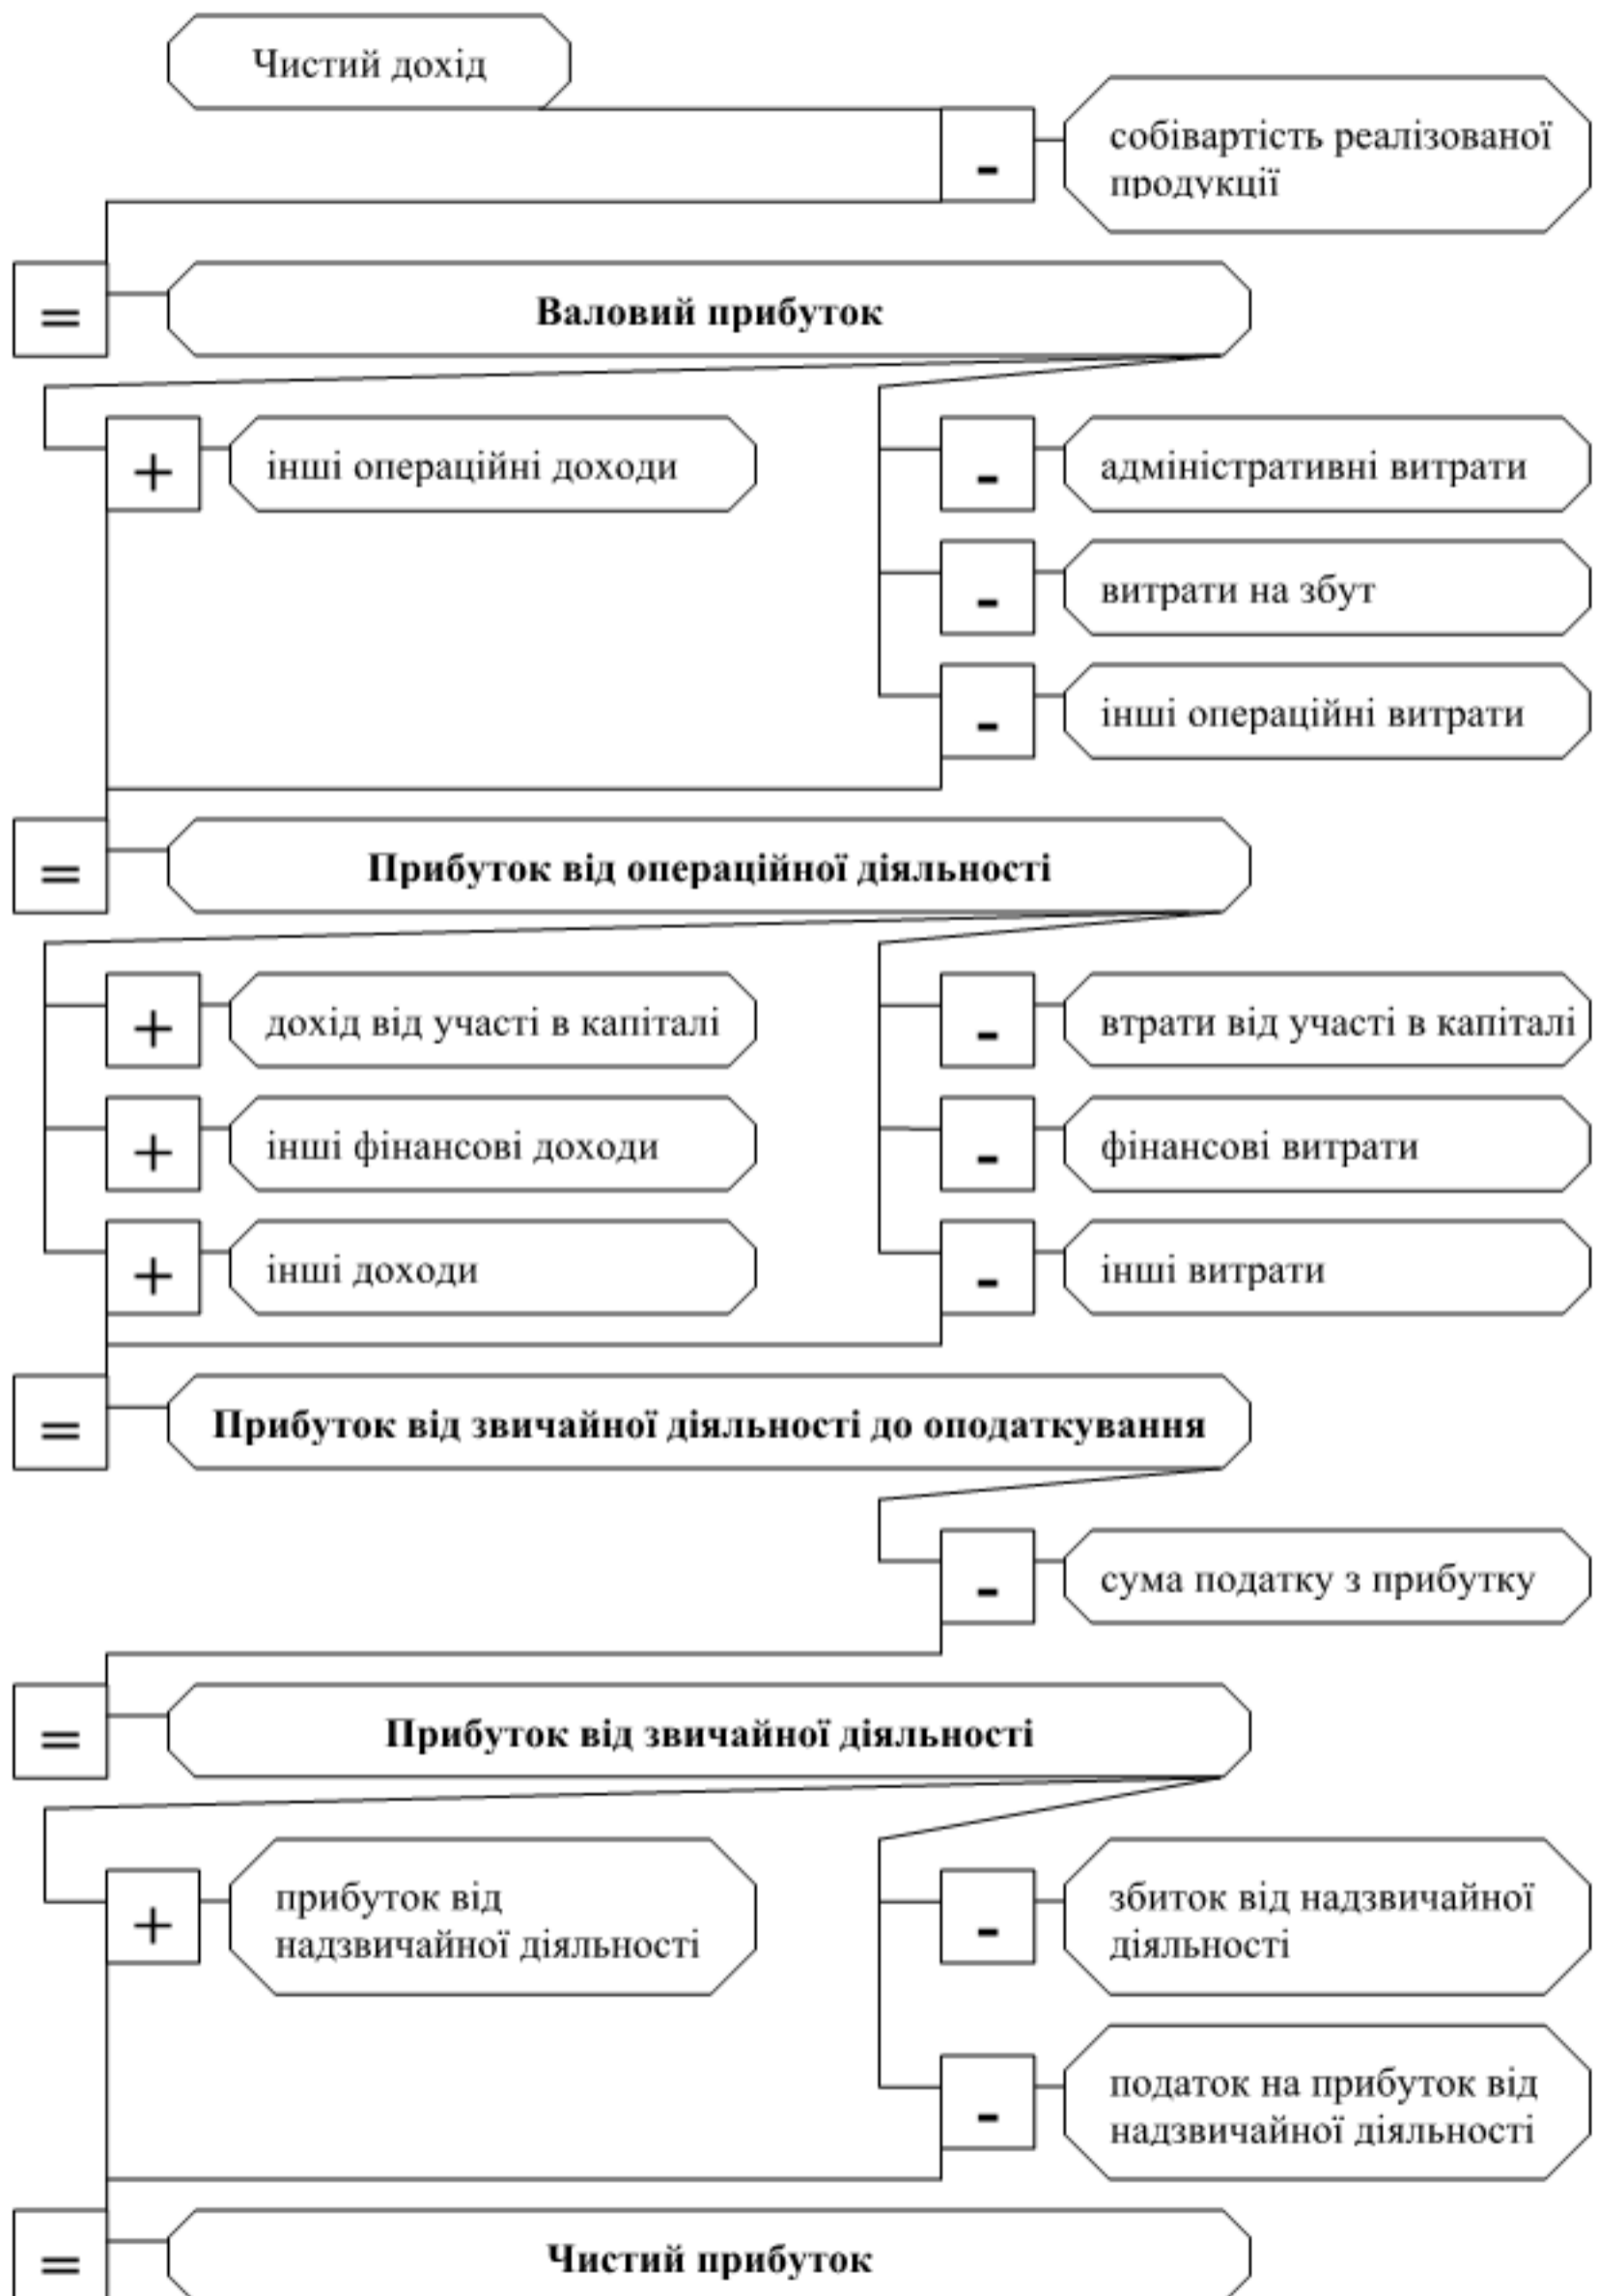 Чистий дохід
-
собівартість реалізованої
продукції
=
Валовий прибуток
+
інші операційні доходи
-
адміністративні витрати
-
витрати на збут
-
інші операційні витрати
=
Прибуток від операційної діяльності
+
дохід від участі в капіталі
-
втрати від участі в капіталі
+
інші фінансові доходи
-
фінансові витрати
+
інші доходи
-
інші витрати
=
Прибуток від звичайної діяльності до оподаткування
-
сума податку з прибутку
=
Прибуток від звичайної діяльності
+
прибуток від
надзвичайної діяльності
-
збиток від надзвичайної
діяльності
-
податок на прибуток від
надзвичайної діяльності
=
Чистий прибуток